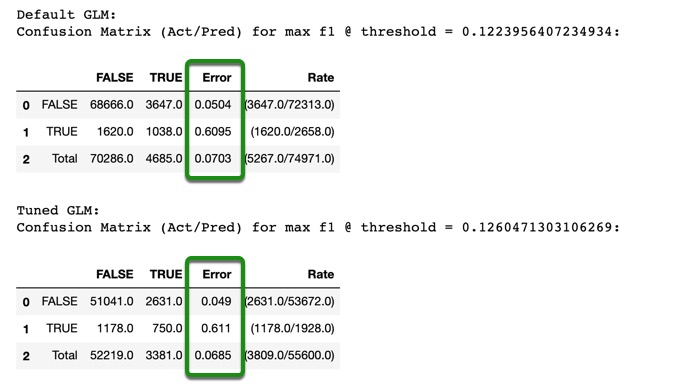 Default GLM:
Confusion Matrix (Act/Pred) for max f1 @ threshold = 0.1223956407234934:
FALSE TRUE Error Rate
0 FALSE 68666.0 3647.0 0.0504 (3647.0/72313.0)
1 TRUE 1620.0 1038.0 0.6095 (1620.0/2658.0)
2 Total 70286.0 4685.0 0.0703 (5267.0/74971.0)
Tuned GLM:
Confusion Matrix (Act/Pred) for max f1 @ threshold = 0.1260471303106269:
FALSE TRUE Error Rate
0 FALSE 51041.0 2631.0 0.049 (2631.0/53672.0)
1 TRUE 1178.0 750.0 0.611 (1178.0/1928.0)
2 Total 52219.0 3381.0 0.0685 (3809.0/55600.0)